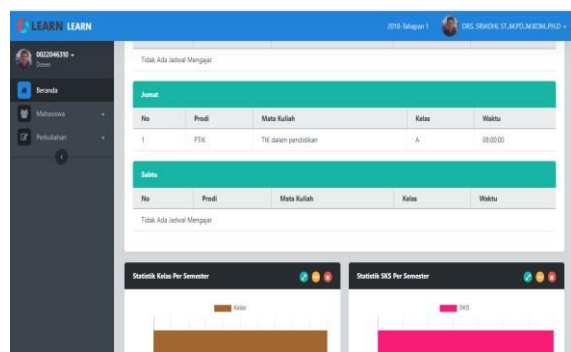 LEARN LEARN
2018-Tahapan 1
DRS. SRIADHI, ST.,M.PD.,M.KOM.,PH.D
0022046310
Dosen
Beranda
Mahasiswa
Perkuliahan
Tidak Ada Jadwal Mengajar
Jumat
No Prodi Mata Kuliah Kelas Waktu
1 PTIK TIK dalam pendidikan A 08:00:00
Sabtu
No Prodi Mata Kuliah Kelas Waktu
Tidak Ada Jadwal Mengajar
Statistik Kelas Per Semester
Kelas
Statistik SKS Per Semester
SKS